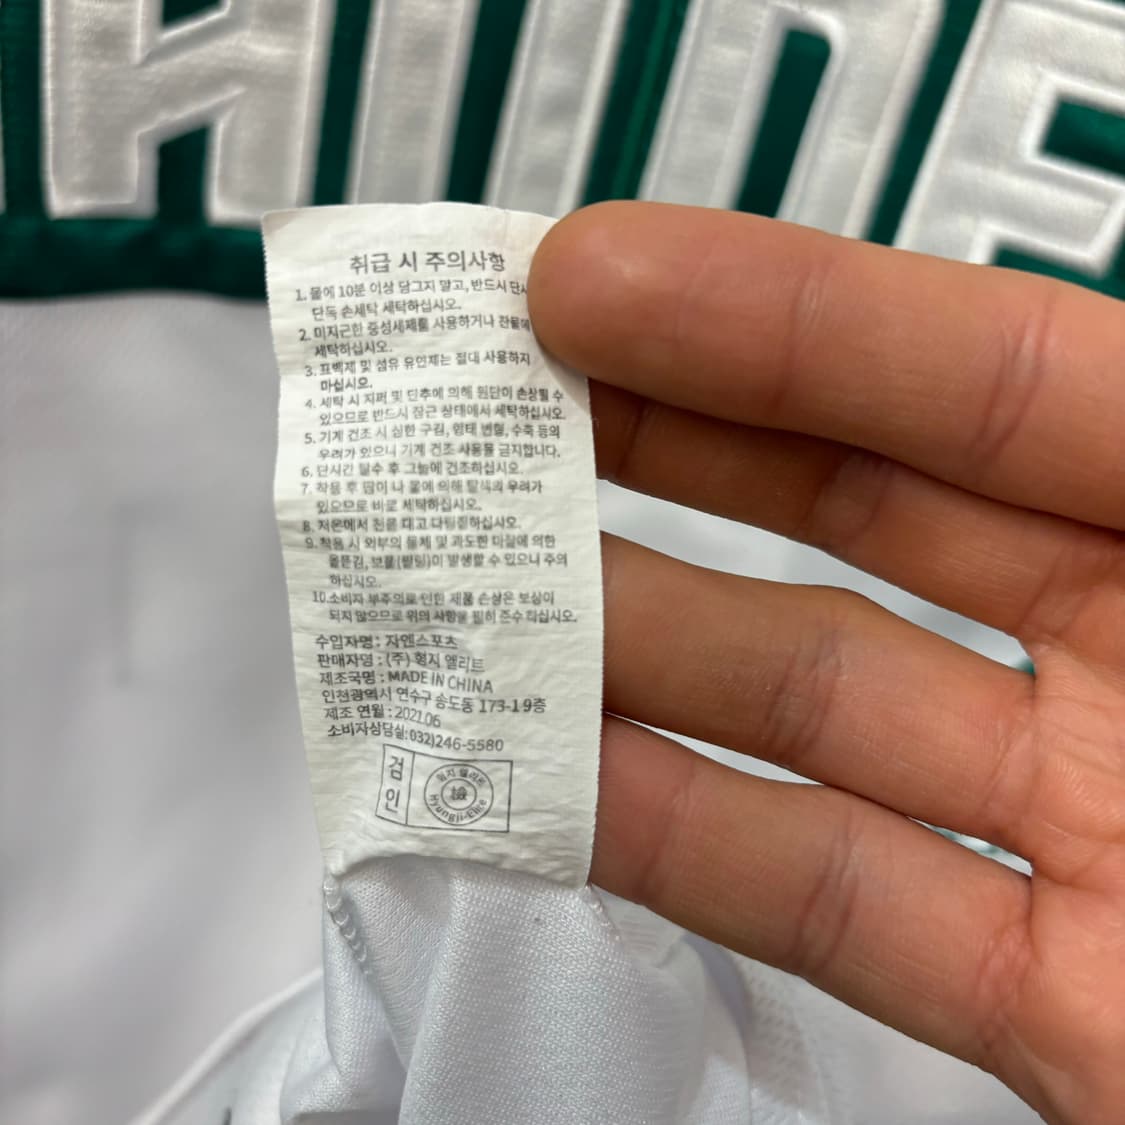 취급 시 주의사항
1. 물에 10분 이상 담그지 말고, 반드시 단시
단독 손세탁 세탁하십시오.
2. 미지근한 중성세제를 사용하거나 찬물에
세탁하십시오.
3. 표백제 및 섬유 유연제는 절대 사용하지
마십시오.
4. 세탁 시 지퍼 및 단추에 의해 원단이 손상될 수
있으므로 반드시 잠근 상태에서 세탁하십시오.
5. 기계 건조 시 심한 구김, 형태 변형, 수축 등의
우려가 있으니 기계 건조 사용을 금지합니다.
6. 단시간 탈수 후 그늘에 건조하십시오.
7. 착용 후 땀이 나 물에 의해 탈색의 우려가
있으므로 바로 세탁하십시오.
8. 저온에서 천을 대고 다림질하십시오.
9. 착용 시 외부의 물체 및 과도한 마찰에 의한
올뜯김, 보풀(필링)이 발생할 수 있으니 주의
하십시오.
10.소비자 부주의로 인한 제품 손상은 보상이
되지 않으므로 위의 사항을 필히 준수 하십시오.
수입자명 : 자엔스포츠
판매자명 : (주) 형지 엘리트
제조국명 : MADE IN CHINA
인천광역시 연수구 송도동 173-1 9층
제조 연월 : 2021.06
소비자상담실:032)246-5580
검인
형지 엘리트
檢
Hyungji-Elite